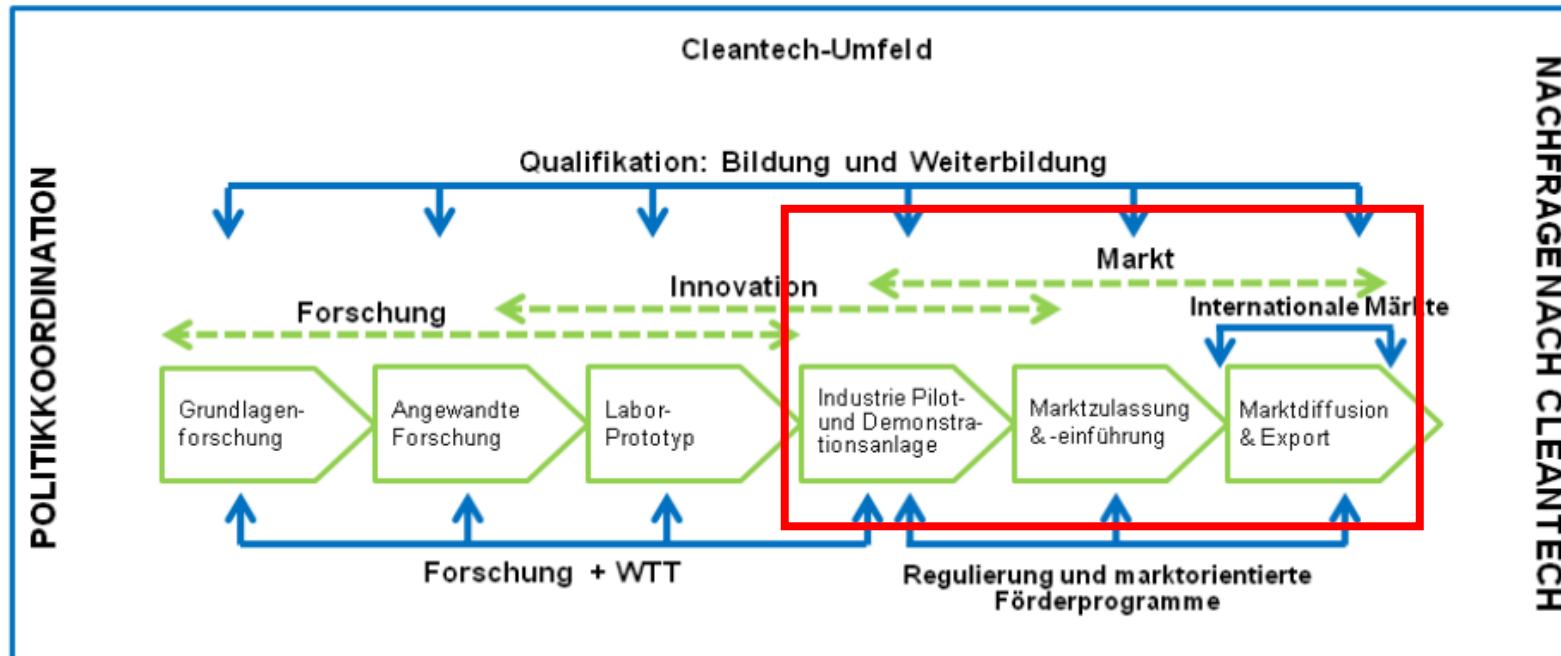 Cleantech-Umfeld
POLITIKKOORDINATION
NACHFRAGE NACH CLEANTECH
Qualifikation: Bildung und Weiterbildung
Markt
Innovation
Internationale Märkte
Forschung
Grundlagen-
forschung
Angewandte
Forschung
Labor-
Prototyp
Industrie Pilot-
und Demonstra-
tionsanlage
Marktzulassung
& -einführung
Marktdiffusion
& Export
Forschung + WTT
Regulierung und marktorientierte
Förderprogramme